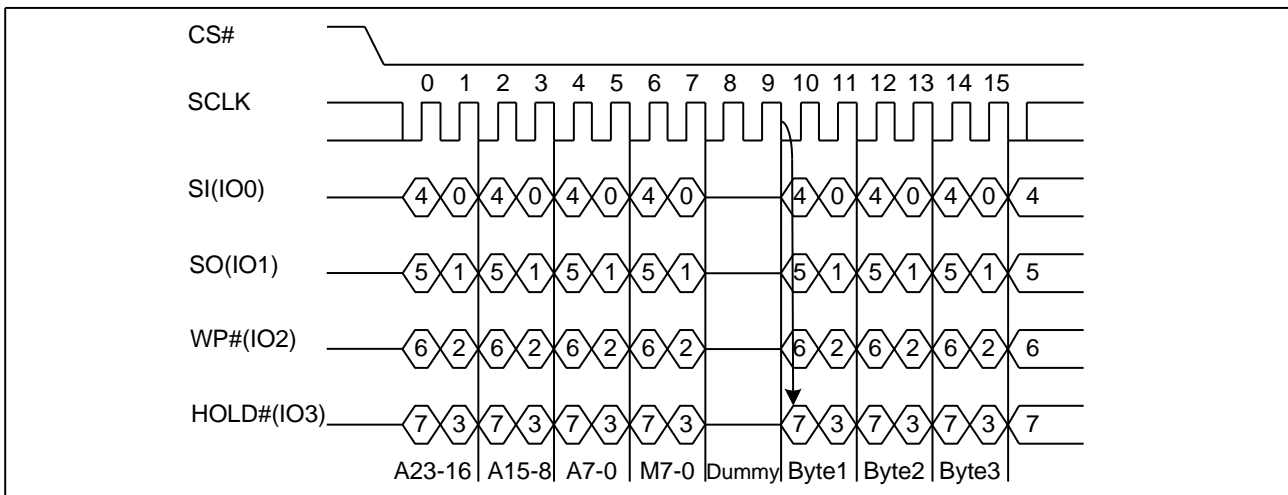 CS#
0 1 2 3 4 5 6 7 8 9 10 11 12 13 14 15
SCLK
SI(IO0) 4 0 4 0 4 0 4 0 4 0 4 0 4 0 4
SO(IO1) 5 1 5 1 5 1 5 1 5 1 5 1 5 1 5
WP#(IO2) 6 2 6 2 6 2 6 2 6 2 6 2 6 2 6
HOLD#(IO3) 7 3 7 3 7 3 7 3 7 3 7 3 7 3 7
A23-16 A15-8 A7-0 M7-0 Dummy Byte1 Byte2 Byte3